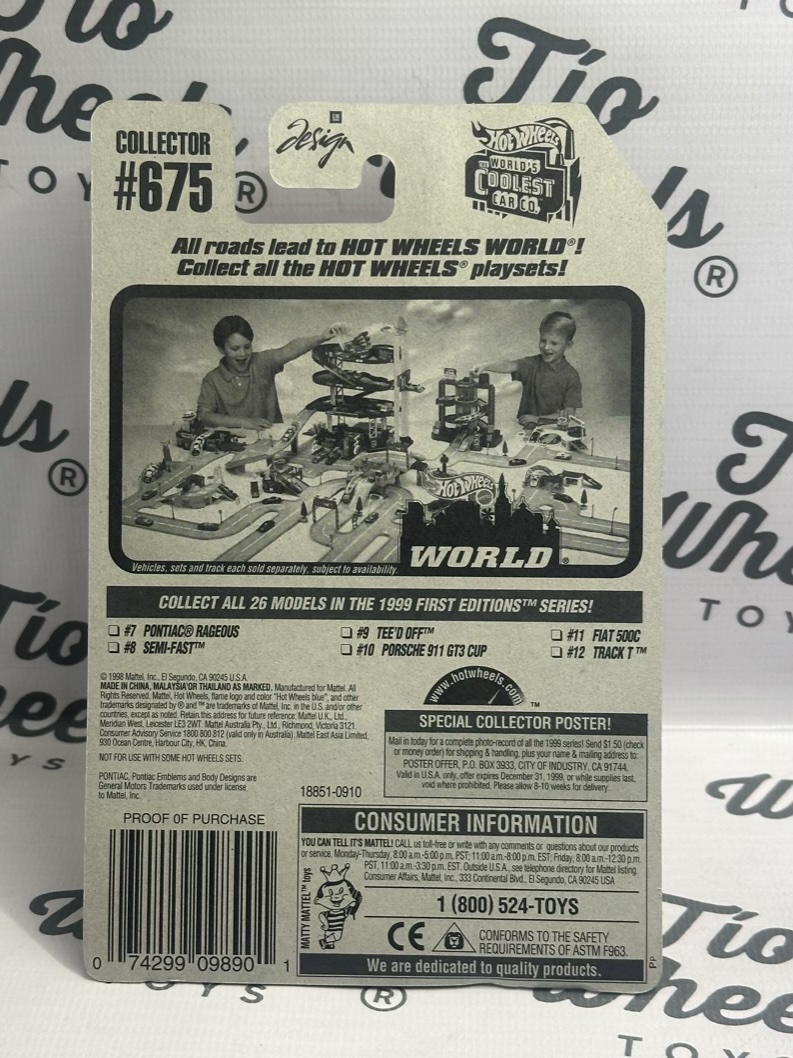 COLLECTOR
#675
GM
design
HOT WHEELS
THE WORLD'S
COOLEST
CAR CO.™
All roads lead to HOT WHEELS WORLD®!
Collect all the HOT WHEELS® playsets!
HOT WHEELS
WORLD®
Vehicles, sets and track each sold separately, subject to availability.
COLLECT ALL 26 MODELS IN THE 1999 FIRST EDITIONS™ SERIES!
❏ #7 PONTIAC® RAGEOUS
❏ #8 SEMI-FAST™
❏ #9 TEE'D OFF™
❏ #10 PORSCHE 911 GT3 CUP
❏ #11 FIAT 500C
❏ #12 TRACK T™
© 1998 Mattel, Inc., El Segundo, CA 90245 U.S.A.
MADE IN CHINA, MALAYSIA OR THAILAND AS MARKED. Manufactured for Mattel. All
Rights Reserved. Mattel, Hot Wheels, flame logo and color "Hot Wheels blue", and other
trademarks designated by ® and ™ are trademarks of Mattel, Inc. in the U.S. and/or other
countries, except as noted. Retain this address for future reference: Mattel U.K., Ltd.,
Meridian West, Leicester LE3 2WT. Mattel Australia Pty., Ltd., Richmond, Victoria 3121.
Consumer Advisory Service 1800 800 812 (valid only in Australia). Mattel East Asia Limited,
930 Ocean Centre, Harbour City, HK, China.
NOT FOR USE WITH SOME HOT WHEELS SETS.
PONTIAC, Pontiac Emblems and Body Designs are
General Motors Trademarks used under license
to Mattel, Inc.
18851-0910
www.hotwheels.com™
SPECIAL COLLECTOR POSTER!
Mail in today for a complete photo-record of all the 1999 series! Send $1.50 (check
or money order) for shipping & handling, plus your name & mailing address to:
POSTER OFFER, P.O. BOX 3933, CITY OF INDUSTRY, CA 91744.
Valid in U.S.A. only, offer expires December 31, 1999, or while supplies last,
void where prohibited. Please allow 8-10 weeks for delivery.
PROOF OF PURCHASE
0 74299 09890 1
CONSUMER INFORMATION
YOU CAN TELL IT'S MATTEL! CALL us toll-free or write with any comments or questions about our products
or service. Monday-Thursday, 8:00 a.m.-5:00 p.m. PST; 11:00 a.m.-8:00 p.m. EST; Friday, 8:00 a.m.-12:30 p.m.
PST, 11:00 a.m.-3:30 p.m. EST. Outside U.S.A., see telephone directory for Mattel listing.
Consumer Affairs, Mattel, Inc., 333 Continental Blvd., El Segundo, CA 90245 USA
MATTY MATTEL™ toys
1 (800) 524-TOYS
CE
CONFORMS TO THE SAFETY
REQUIREMENTS OF ASTM F963.
We are dedicated to quality products.
PP
Tío
Wheels®
TOYS